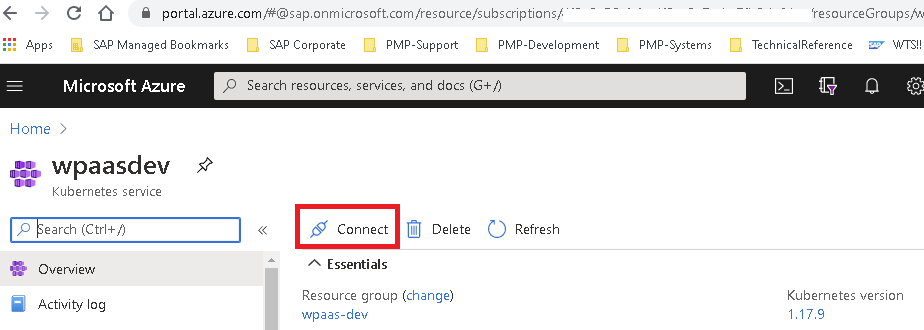 portal.azure.com/#@sap.onmicrosoft.com/resource/subscriptions/ /resourceGroups/w
Apps SAP Managed Bookmarks SAP Corporate PMP-Support PMP-Development PMP-Systems TechnicalReference SAP WTS!!
Microsoft Azure Search resources, services, and docs (G+/)
Home >
wpaasdev
Kubernetes service
Search (Ctrl+/) «
Connect Delete Refresh
Overview
Essentials
Activity log
Resource group (change) Kubernetes version
wpaas-dev 1.17.9